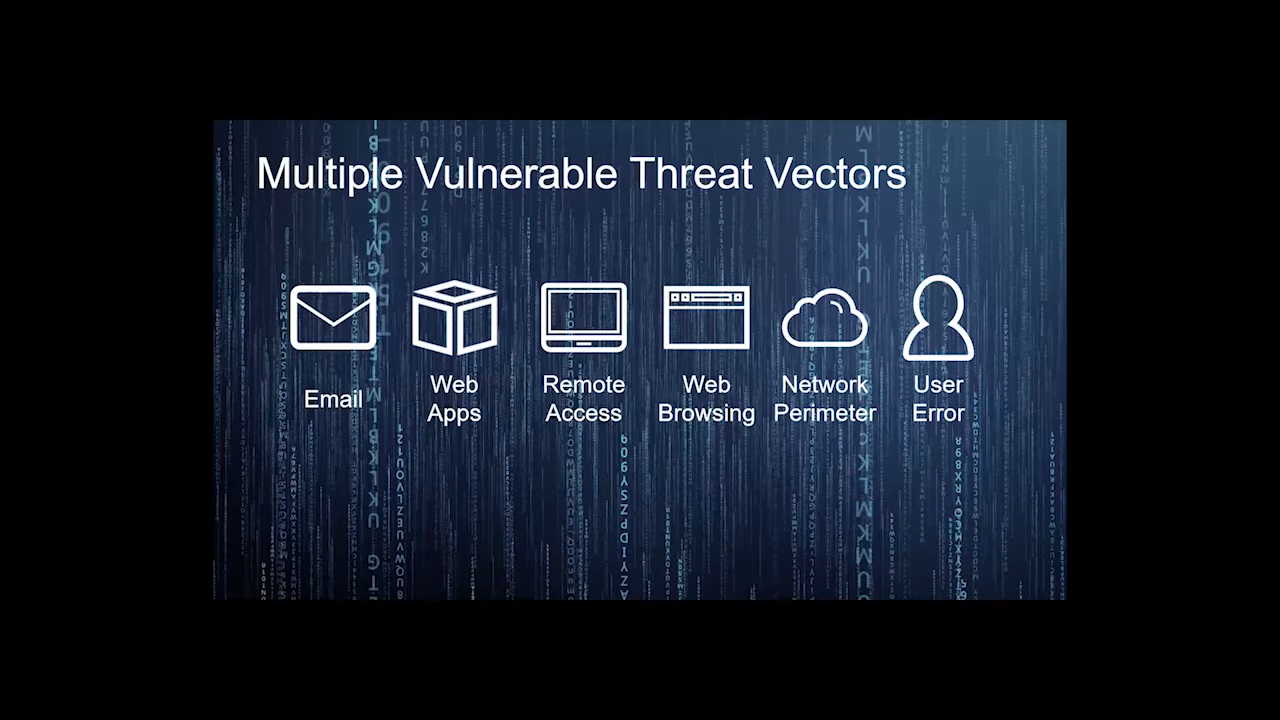 Multiple Vulnerable Threat Vectors
Email
Web
Apps
Remote
Access
Web
Browsing
Network
Perimeter
User
Error